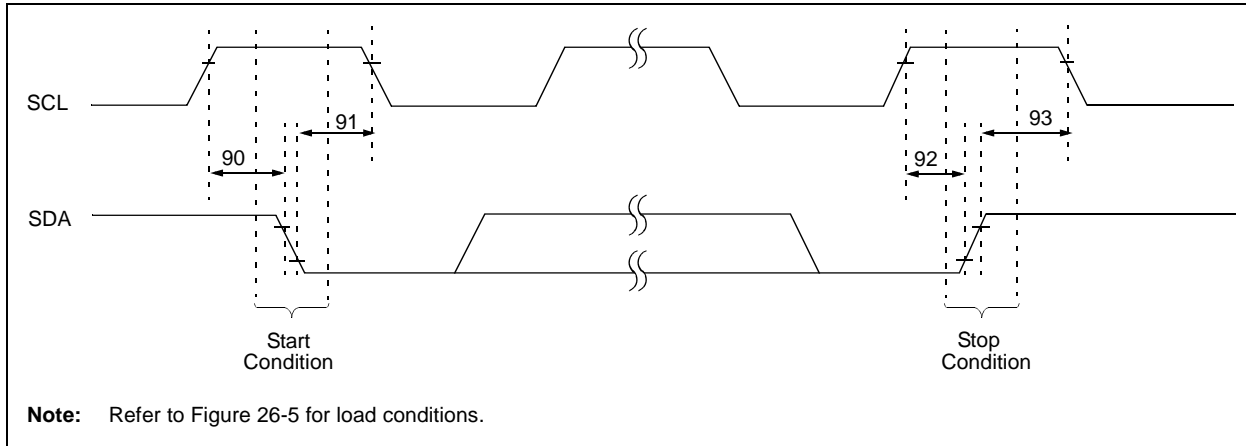 SCL
91
93
90
92
SDA
Start
Condition
Stop
Condition
Note: Refer to Figure 26-5 for load conditions.